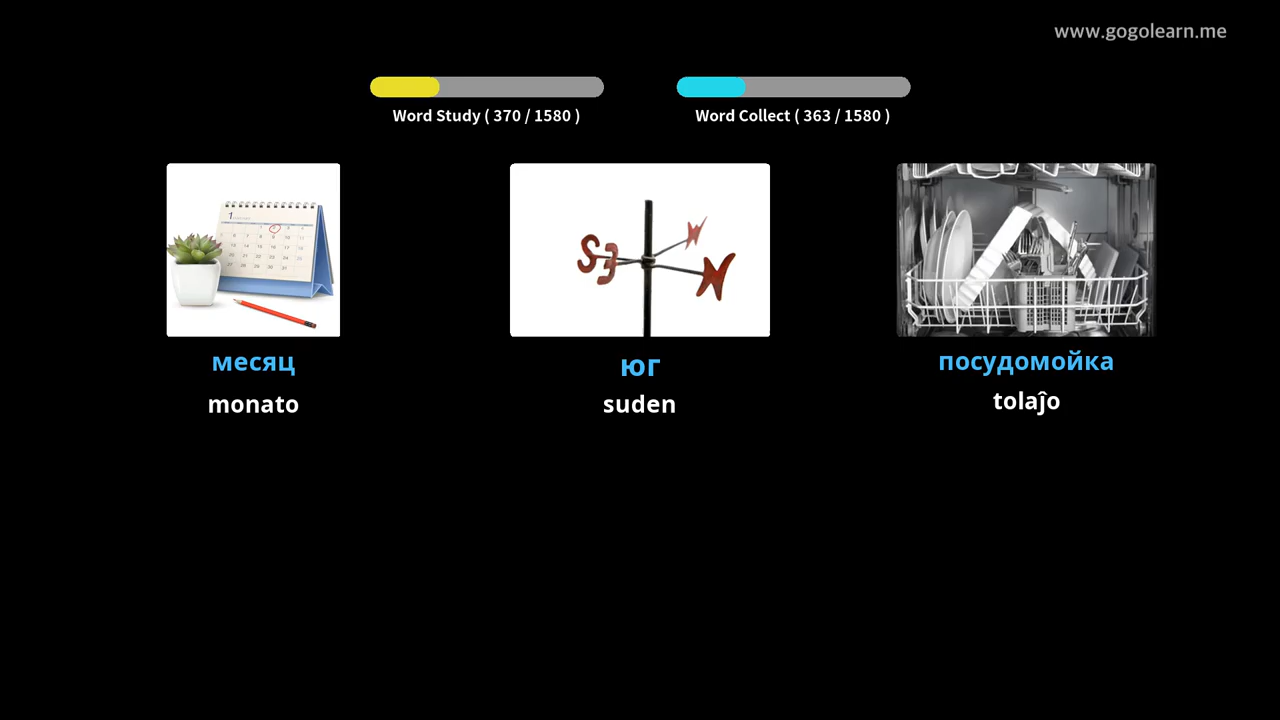 www.gogolearn.me
Word Study ( 370 / 1580 )
Word Collect ( 363 / 1580 )
S E W N
месяц
юг
посудомойка
monato
suden
tolaĵo